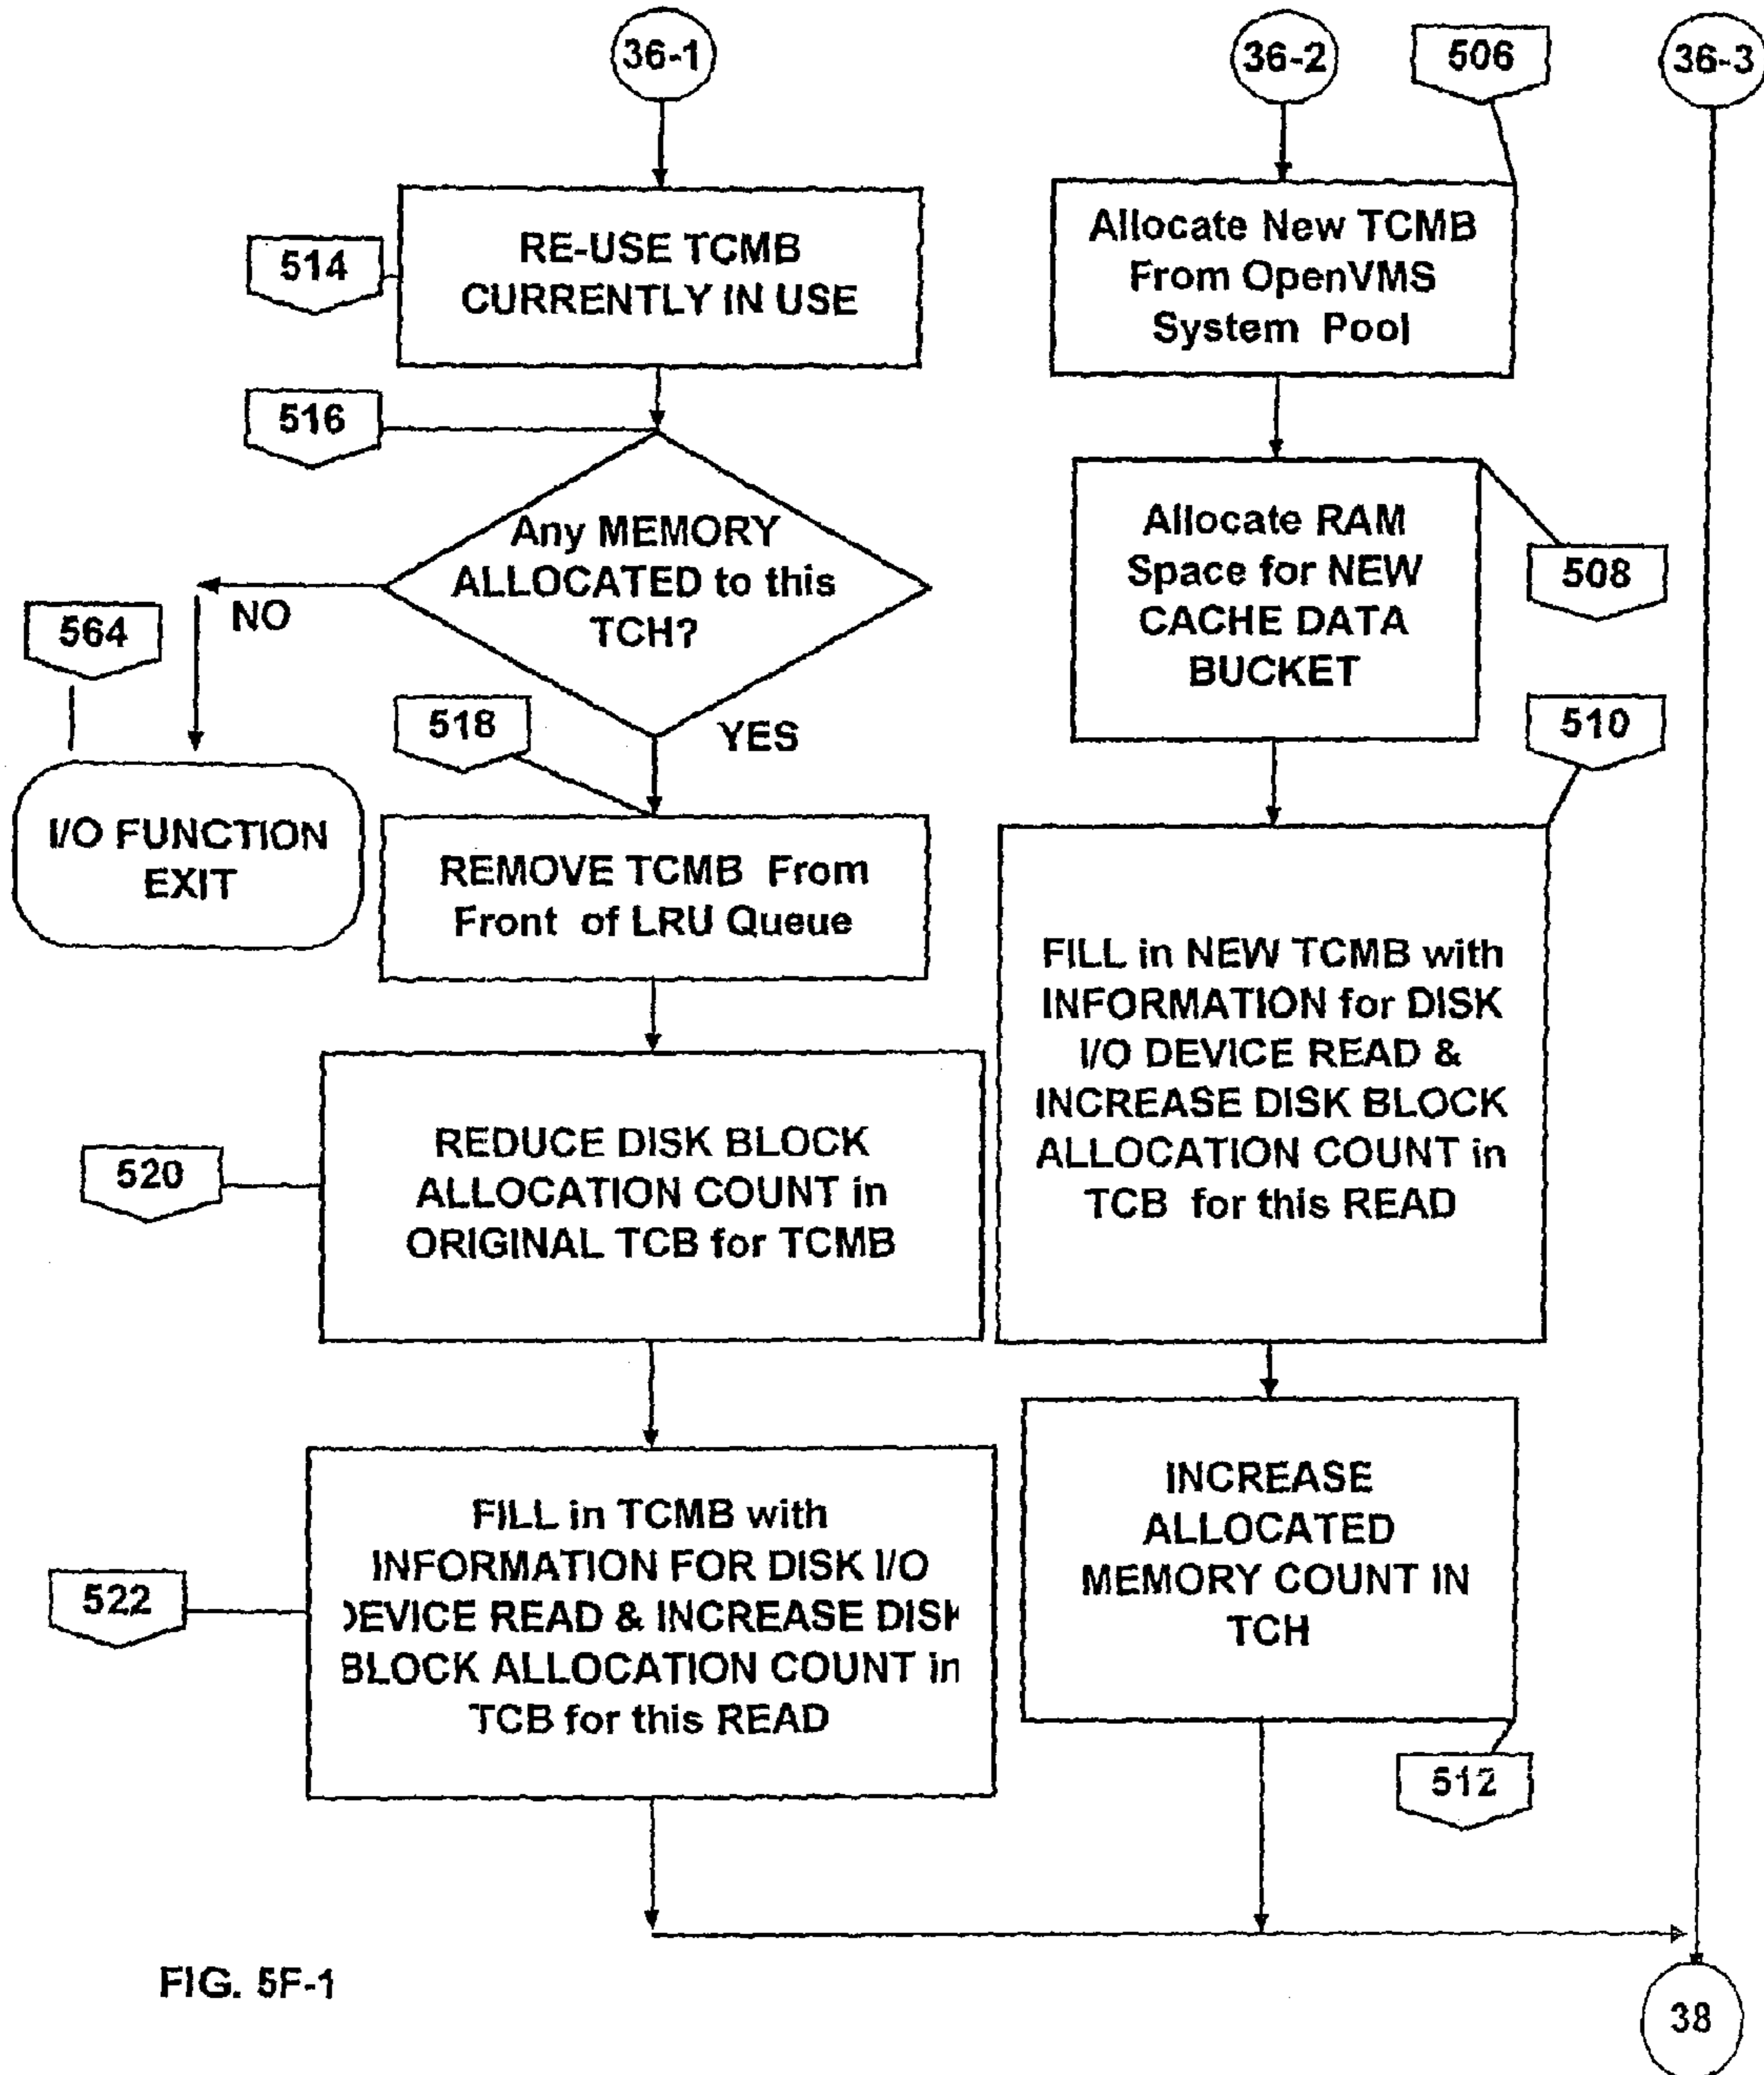 36-1
36-2
506
36-3
514
RE-USE TCMB
CURRENTLY IN USE
Allocate New TCMB
From OpenVMS
System Pool
516
Any MEMORY
ALLOCATED to this
TCH?
NO
YES
564
I/O FUNCTION
EXIT
Allocate RAM
Space for NEW
CACHE DATA
BUCKET
508
518
REMOVE TCMB From
Front of LRU Queue
510
FILL in NEW TCMB with
INFORMATION for DISK
I/O DEVICE READ &
INCREASE DISK BLOCK
ALLOCATION COUNT in
TCB for this READ
520
REDUCE DISK BLOCK
ALLOCATION COUNT in
ORIGINAL TCB for TCMB
522
FILL in TCMB with
INFORMATION FOR DISK I/O
DEVICE READ & INCREASE DISK
BLOCK ALLOCATION COUNT in
TCB for this READ
INCREASE
ALLOCATED
MEMORY COUNT IN
TCH
512
FIG. 5F-1
38